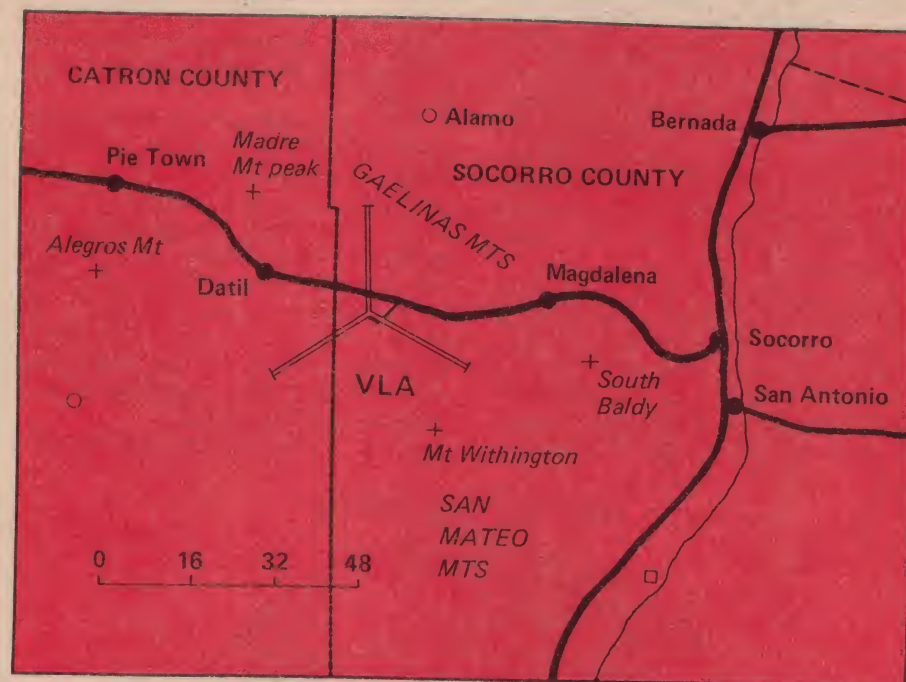 CATRON COUNTY
Alamo
Bernada
Madre
Mt peak
Pie Town
SOCORRO COUNTY
GAELINAS MTS
Alegros Mt
Datil
Magdalena
Socorro
VLA
South
Baldy
San Antonio
Mt Withington
SAN
MATEO
MTS
0 16 32 48